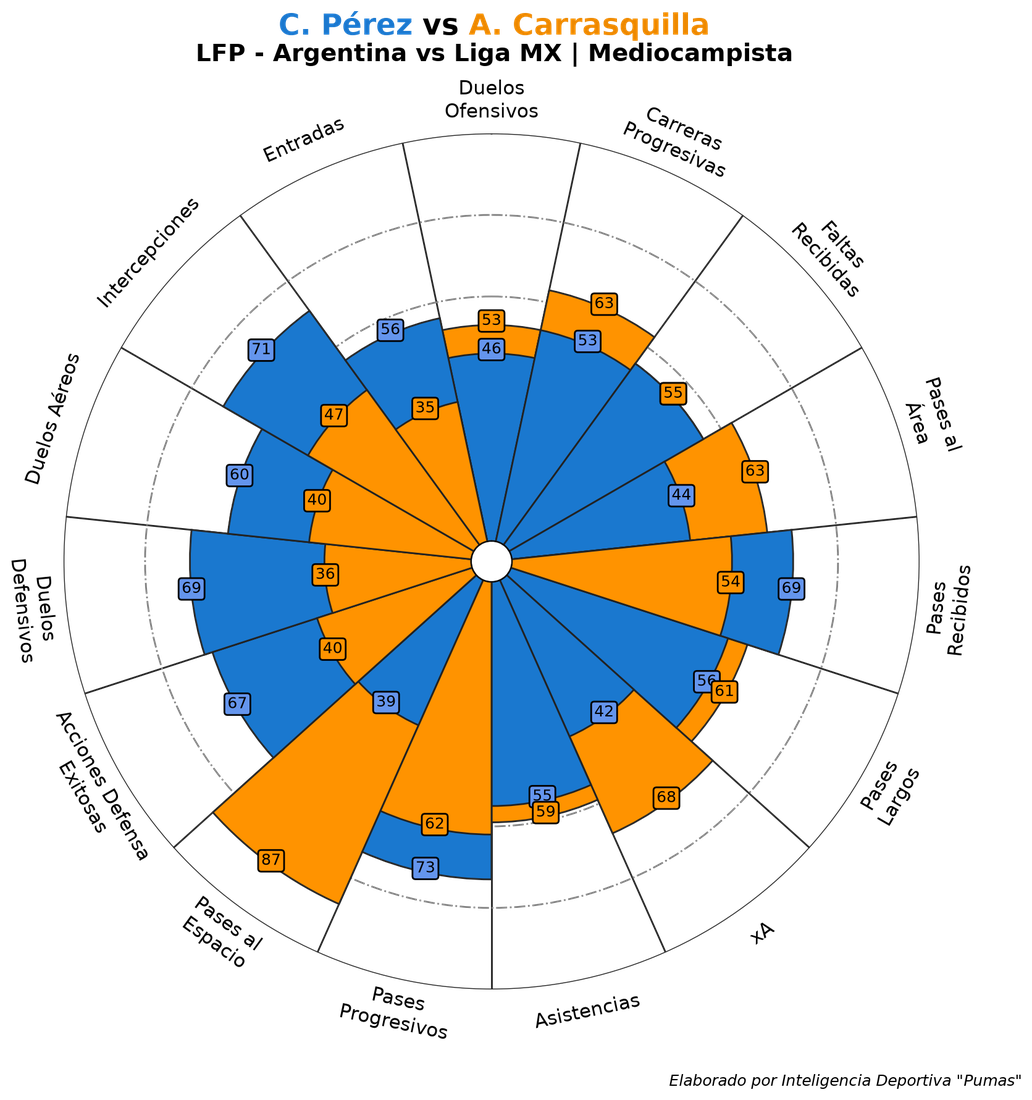 C. Pérez vs A. Carrasquilla
LFP - Argentina vs Liga MX | Mediocampista
Duelos
Ofensivos
53
46
Carreras
Progresivas
63
53
Faltas
Recibidas
55
Pases al
Área
63
44
Pases
Recibidos
54
69
Pases
Largos
56
61
xA
42
68
Asistencias
55
59
Pases
Progresivos
62
73
Pases al
Espacio
39
87
Acciones Defensa
Exitosas
40
67
Duelos
Defensivos
69
36
Duelos Aéreos
60
40
Intercepciones
71
47
Entradas
56
35
Elaborado por Inteligencia Deportiva "Pumas"